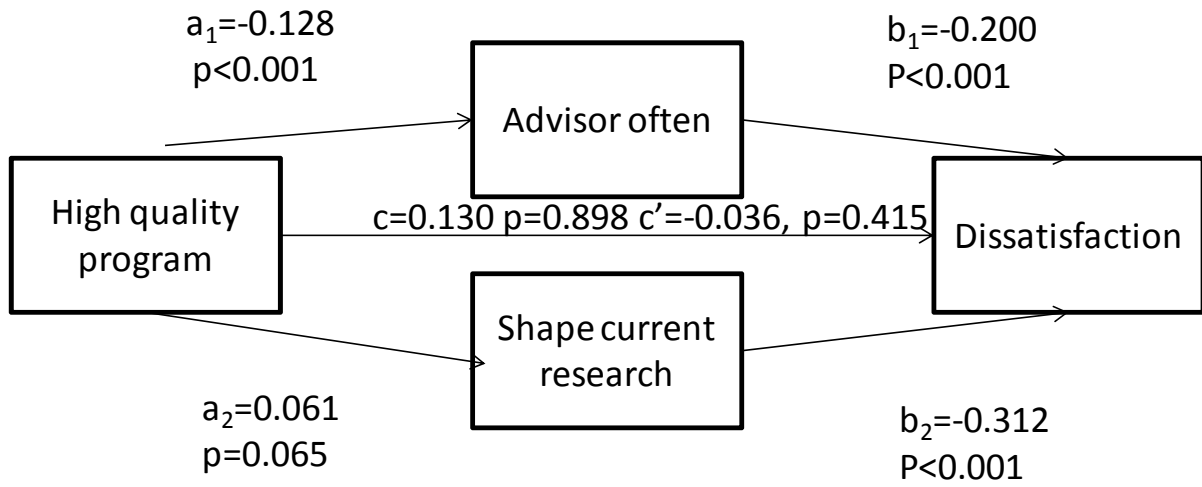 a₁=-0.128
p<0.001
b₁=-0.200
P<0.001
Advisor often
High quality
program
c=0.130 p=0.898 c’=-0.036, p=0.415
Dissatisfaction
Shape current
research
a₂=0.061
p=0.065
b₂=-0.312
P<0.001